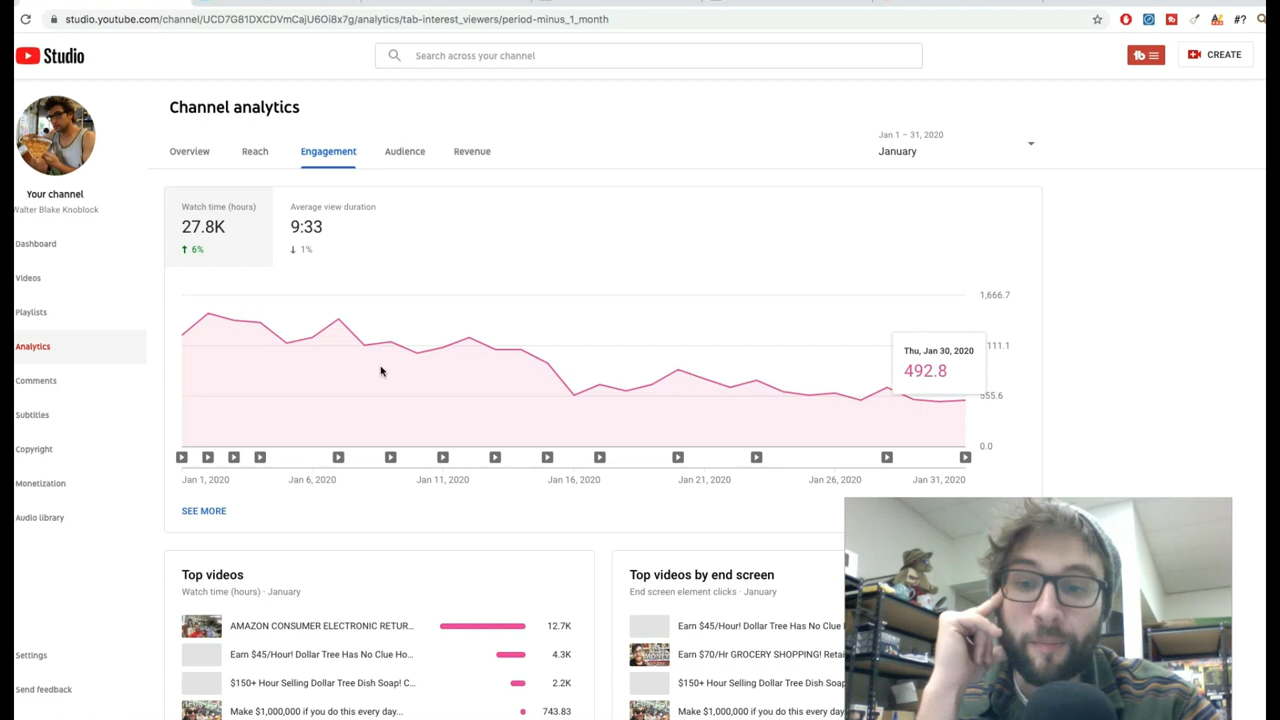 studio.youtube.com/channel/UCD7G81DXCDVmCajU6Oi8x7g/analytics/tab-interest_viewers/period-minus_1_month
#?
Studio
Search across your channel
tb
CREATE
Channel analytics
Overview
Reach
Engagement
Audience
Revenue
Jan 1 – 31, 2020
January
Your channel
Walter Blake Knoblock
Dashboard
Videos
Playlists
Analytics
Comments
Subtitles
Copyright
Monetization
Audio library
Settings
Send feedback
Watch time (hours)
27.8K
6%
Average view duration
9:33
1%
1,666.7
111.1
555.6
0.0
Thu, Jan 30, 2020
492.8
Jan 1, 2020
Jan 6, 2020
Jan 11, 2020
Jan 16, 2020
Jan 21, 2020
Jan 26, 2020
Jan 31, 2020
SEE MORE
Top videos
Watch time (hours) · January
AMAZON CONSUMER ELECTRONIC RETUR... 12.7K
Earn $45/Hour! Dollar Tree Has No Clue Ho... 4.3K
$150+ Hour Selling Dollar Tree Dish Soap! C... 2.2K
Make $1,000,000 if you do this every day... 743.83
Top videos by end screen
End screen element clicks · January
Earn $45/Hour! Dollar Tree Has No Clue
Earn $70/Hr GROCERY SHOPPING! Retai
$150+ Hour Selling Dollar Tree Dish Soa
Make $1,000,000 if you do this every day